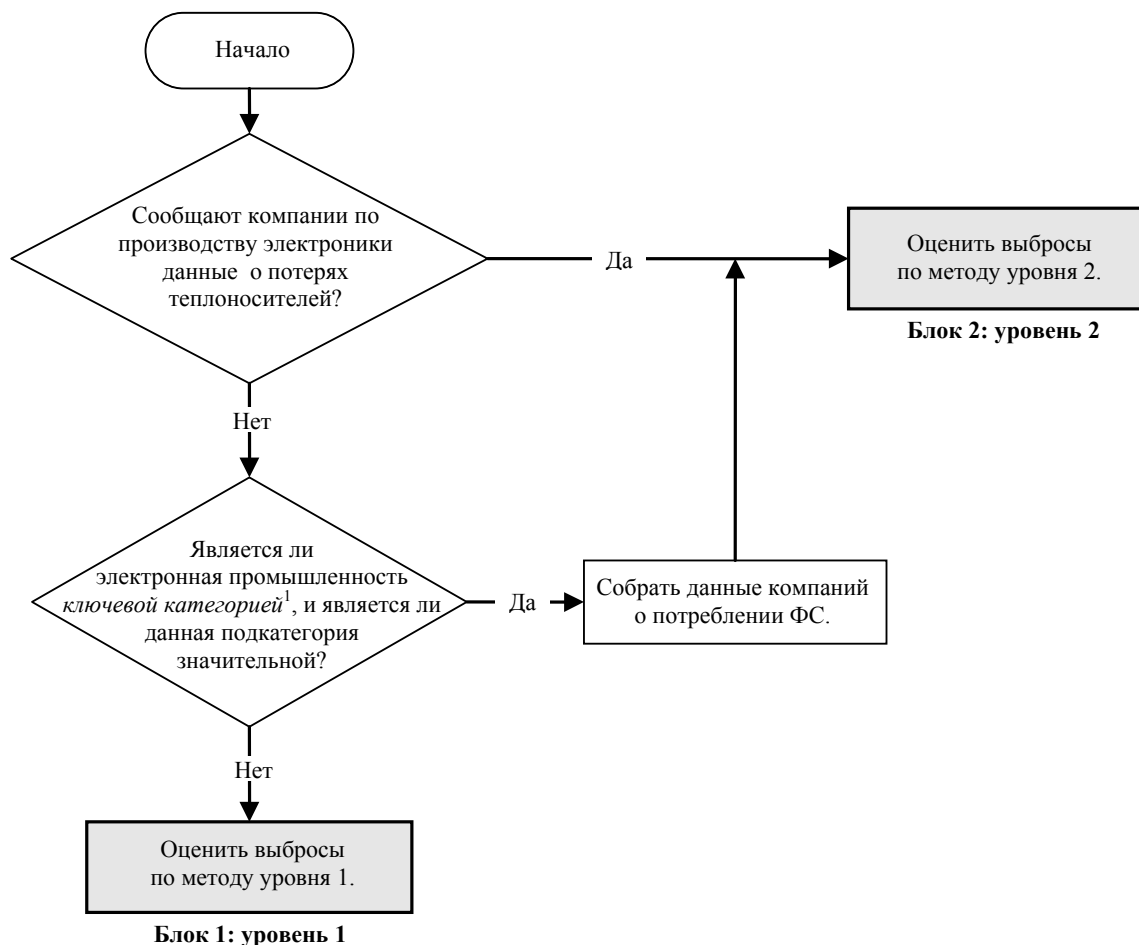 Начало
Сообщают компании по
производству электроники
данные о потерях
теплоносителей?
Да
Оценить выбросы
по методу уровня 2.
Блок 2: уровень 2
Нет
Является ли
электронная промышленность
ключевой категорией¹, и является ли
данная подкатегория
значительной?
Да
Собрать данные компаний
о потреблении ФС.
Нет
Оценить выбросы
по методу уровня 1.
Блок 1: уровень 1